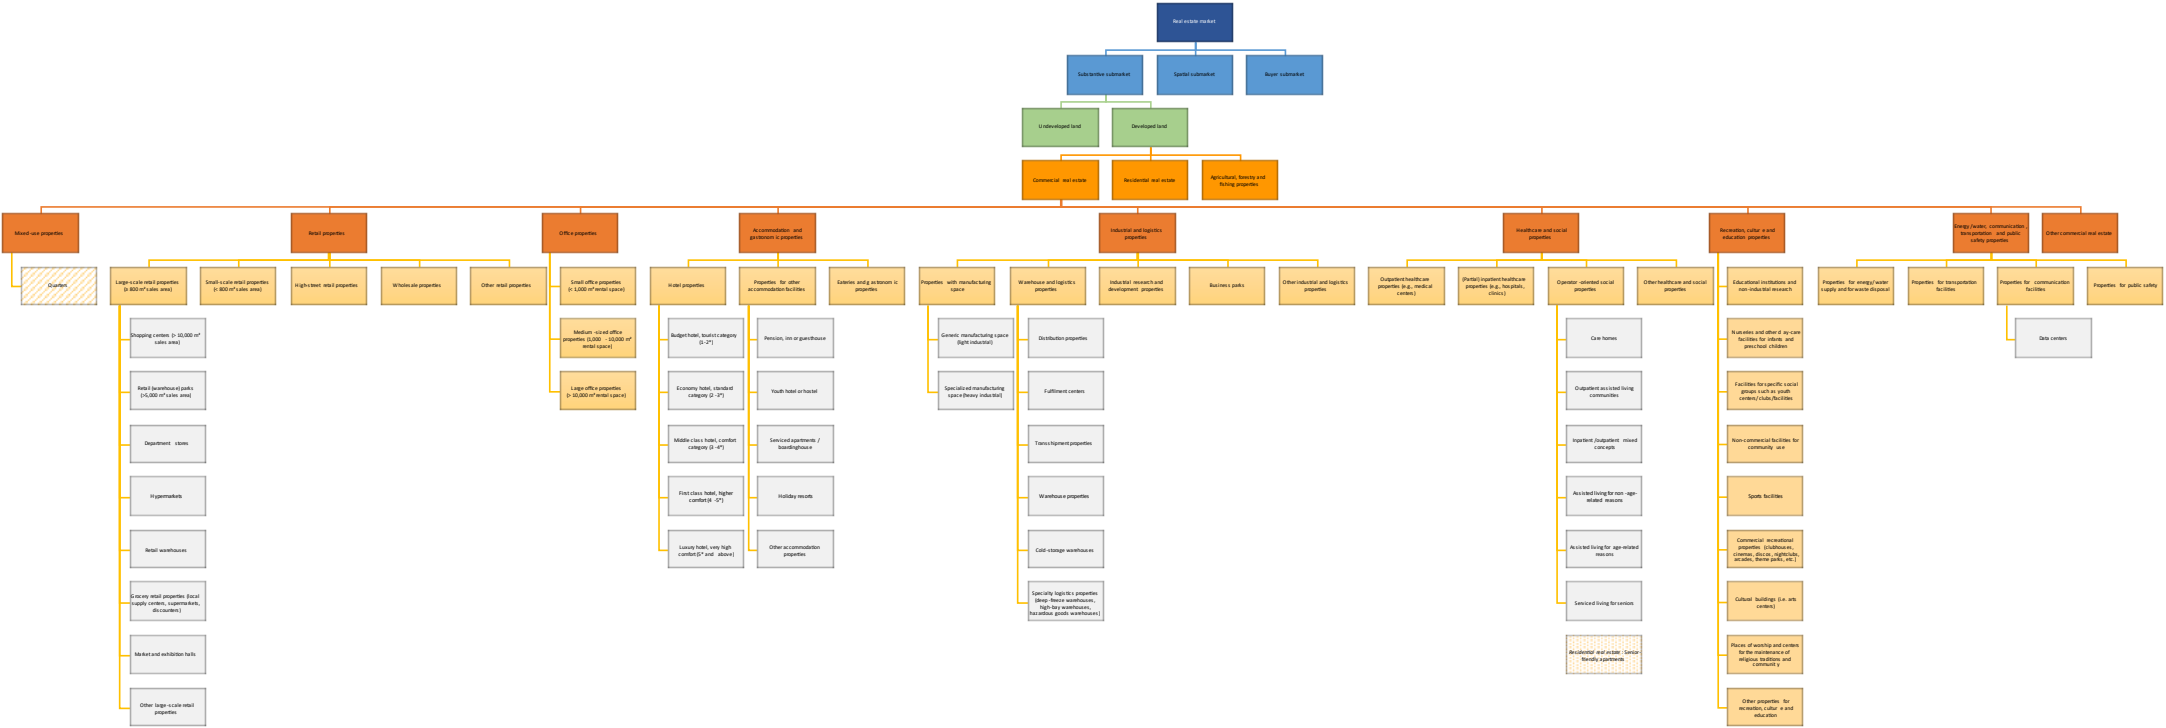 Real estate market
Substantive submarket
Spatial submarket
Buyer submarket
Undeveloped land
Developed land
Commercial real estate
Residential real estate
Agricultural, forestry and
fishing properties
Mixed-use properties
Retail properties
Office properties
Accommodation and
gastronomic properties
Industrial and logistics
properties
Healthcare and social
properties
Recreation, culture and
education properties
Energy/water, communication,
transportation and public
safety properties
Other commercial real estate
Quarters
Large-scale retail properties
(≥ 800 m² sales area)
Small-scale retail properties
(< 800 m² sales area)
High-street retail properties
Wholesale properties
Other retail properties
Small office properties
(< 1,000 m² rental space)
Hotel properties
Properties for other
accommodation facilities
Eateries and gastronomic
properties
Properties with manufacturing
space
Warehouse and logistics
properties
Industrial research and
development properties
Business parks
Other industrial and logistics
properties
Outpatient healthcare
properties (e.g., medical
centers)
(Partial) inpatient healthcare
properties (e.g., hospitals,
clinics)
Operator-oriented social
properties
Other healthcare and social
properties
Educational institutions and
non-industrial research
Properties for energy/water
supply and for waste disposal
Properties for transportation
facilities
Properties for communication
facilities
Properties for public safety
Shopping centers (> 10,000 m²
sales area)
Medium-sized office
properties (1,000 - 10,000 m²
rental space)
Budget hotel, tourist category
(1-2*)
Pension, inn or guesthouse
Generic manufacturing space
(light industrial)
Distribution properties
Care homes
Nurseries and other day-care
facilities for infants and
preschool children
Data centers
Retail (warehouse) parks
(>5,000 m² sales area)
Large office properties
(> 10,000 m² rental space)
Economy hotel, standard
category (2-3*)
Youth hotel or hostel
Specialized manufacturing
space (heavy industrial)
Fulfilment centers
Outpatient assisted living
communities
Facilities for specific social
groups such as youth
centers/clubs/facilities
Department stores
Middle class hotel, comfort
category (3-4*)
Serviced apartments /
boardinghouse
Transshipment properties
Inpatient/outpatient mixed
concepts
Non-commercial facilities for
community use
Hypermarkets
First class hotel, higher
comfort (4-5*)
Holiday resorts
Warehouse properties
Assisted living for non-age-
related reasons
Sports facilities
Retail warehouses
Luxury hotel, very high
comfort (5* and above)
Other accommodation
properties
Cold-storage warehouses
Assisted living for age-related
reasons
Commercial recreational
properties (clubhouses,
cinemas, discos, nightclubs,
arcades, theme parks, etc.)
Grocery retail properties (local
supply centers, supermarkets,
discounters)
Specialty logistics properties
(deep-freeze warehouses,
high-bay warehouses,
hazardous goods warehouses)
Serviced living for seniors
Cultural buildings (i.e. arts
centers)
Market and exhibition halls
Residential real estate: Senior-
friendly apartments
Places of worship and centers
for the maintenance of
religious traditions and
community
Other large-scale retail
properties
Other properties for
recreation, culture and
education